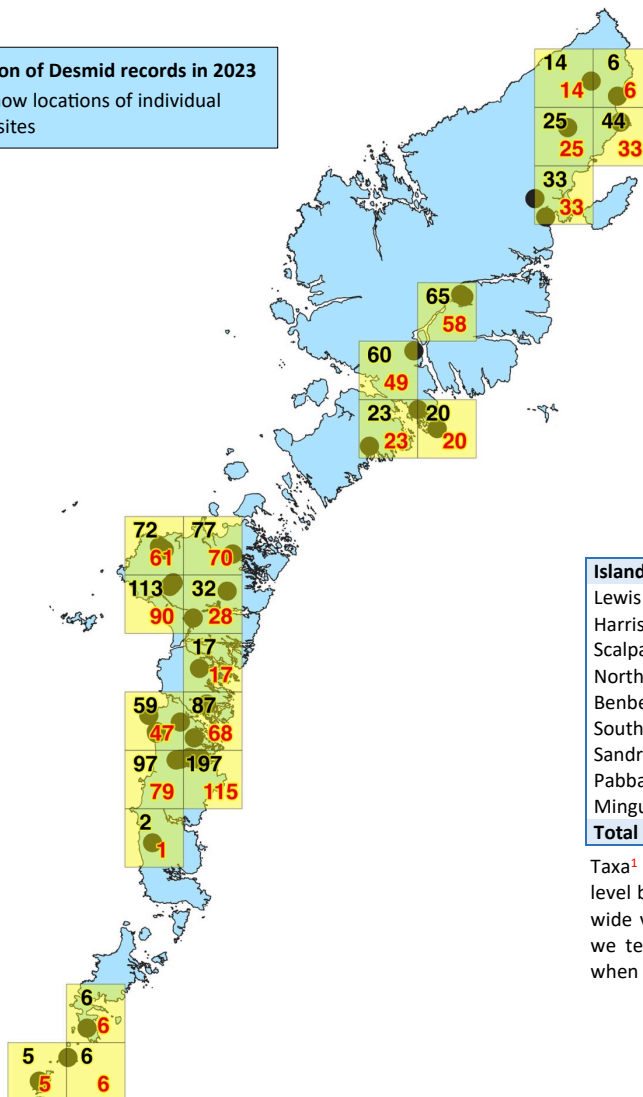 on of Desmid records in 2023
now locations of individual
sites
14 6
14 6
25 44
25 33
33
33
65
58
60
49
23 20
23 20
72 77
61 70
113 32
90 28
17
17
59 87
47 68
97 197
79 115
2
1
6
6
5 6
5 6
Island
Lewis
Harris
Scalpa
North
Benbe
South
Sandr
Pabba
Mingu
Total
Taxa1
level b
wide v
we te
when